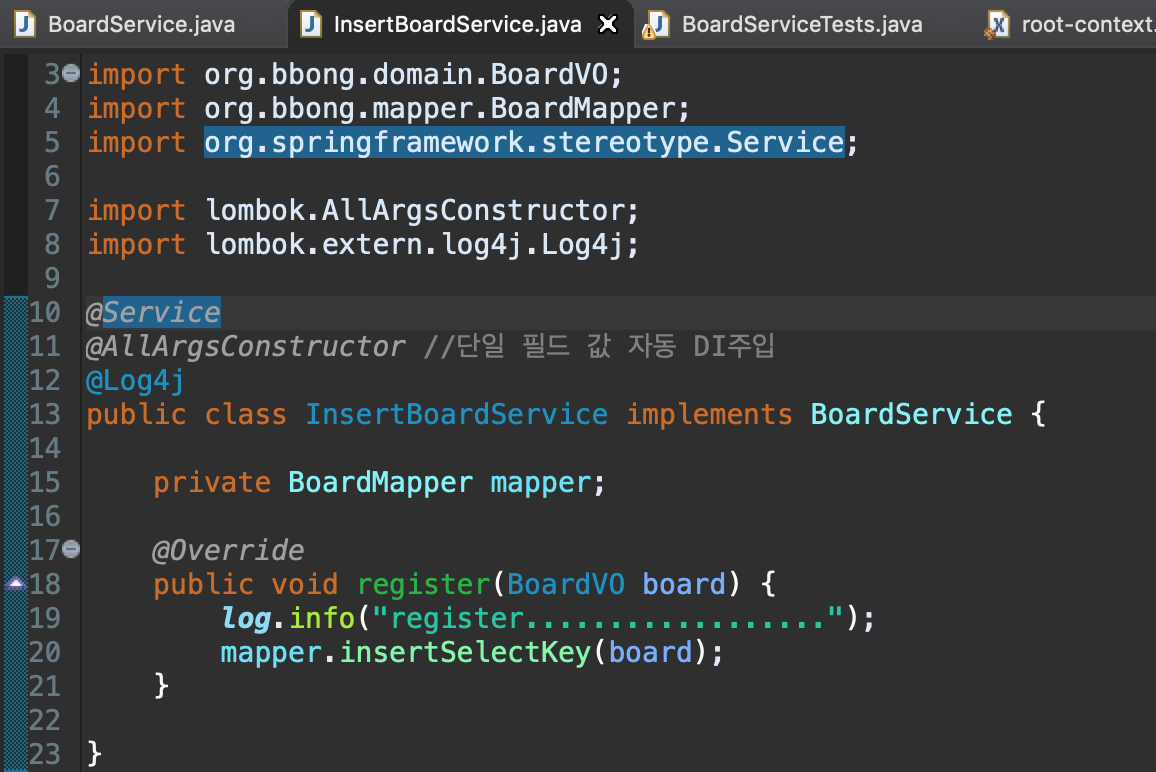 BoardService.java InsertBoardService.java BoardServiceTests.java root-context.
3 import org.bbong.domain.BoardVO;
4 import org.bbong.mapper.BoardMapper;
5 import org.springframework.stereotype.Service;
6
7 import lombok.AllArgsConstructor;
8 import lombok.extern.log4j.Log4j;
9
10 @Service
11 @AllArgsConstructor //단일 필드 값 자동 DI주입
12 @Log4j
13 public class InsertBoardService implements BoardService {
14
15 private BoardMapper mapper;
16
17 @Override
18 public void register(BoardVO board) {
19 log.info("register..................");
20 mapper.insertSelectKey(board);
21 }
22
23 }